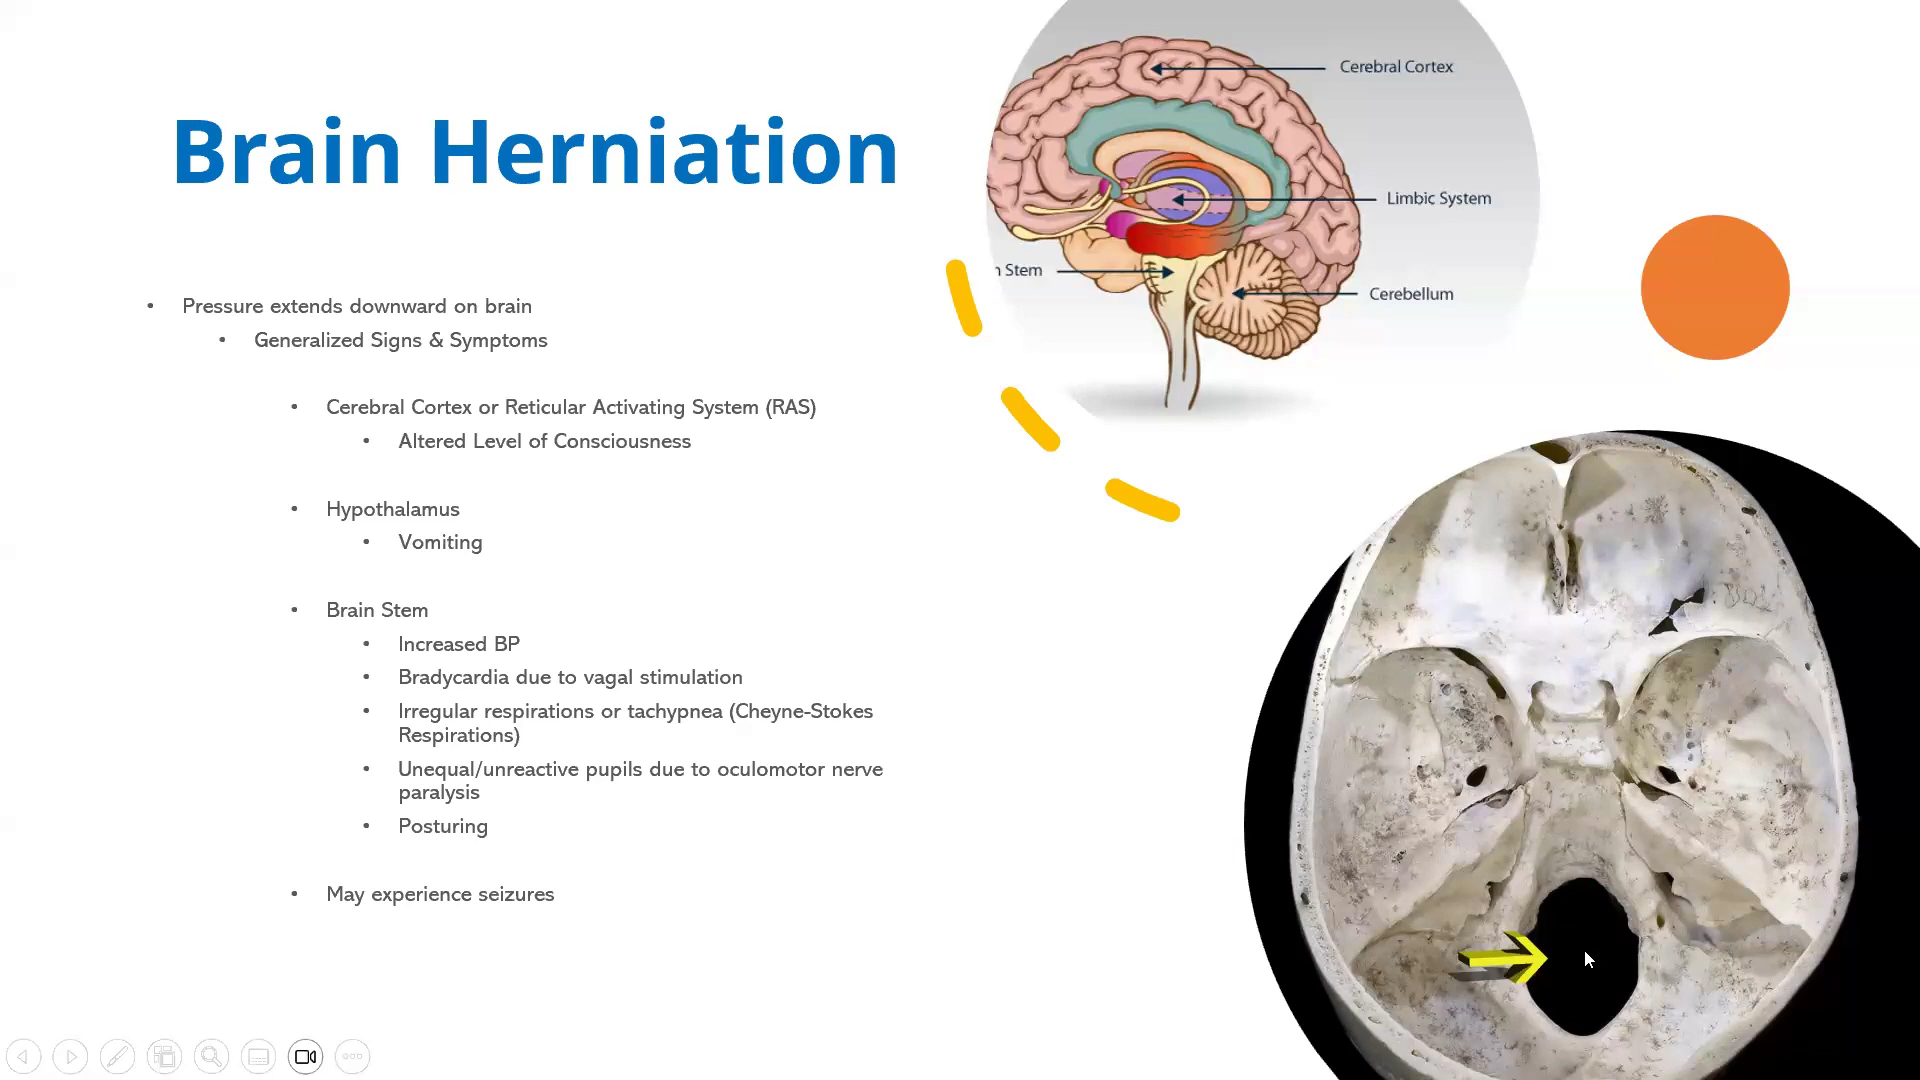 Brain Herniation
• Pressure extends downward on brain
• Generalized Signs & Symptoms
• Cerebral Cortex or Reticular Activating System (RAS)
• Altered Level of Consciousness
• Hypothalamus
• Vomiting
• Brain Stem
• Increased BP
• Bradycardia due to vagal stimulation
• Irregular respirations or tachypnea (Cheyne-Stokes
Respirations)
• Unequal/unreactive pupils due to oculomotor nerve
paralysis
• Posturing
• May experience seizures
Cerebral Cortex
Limbic System
n Stem
Cerebellum